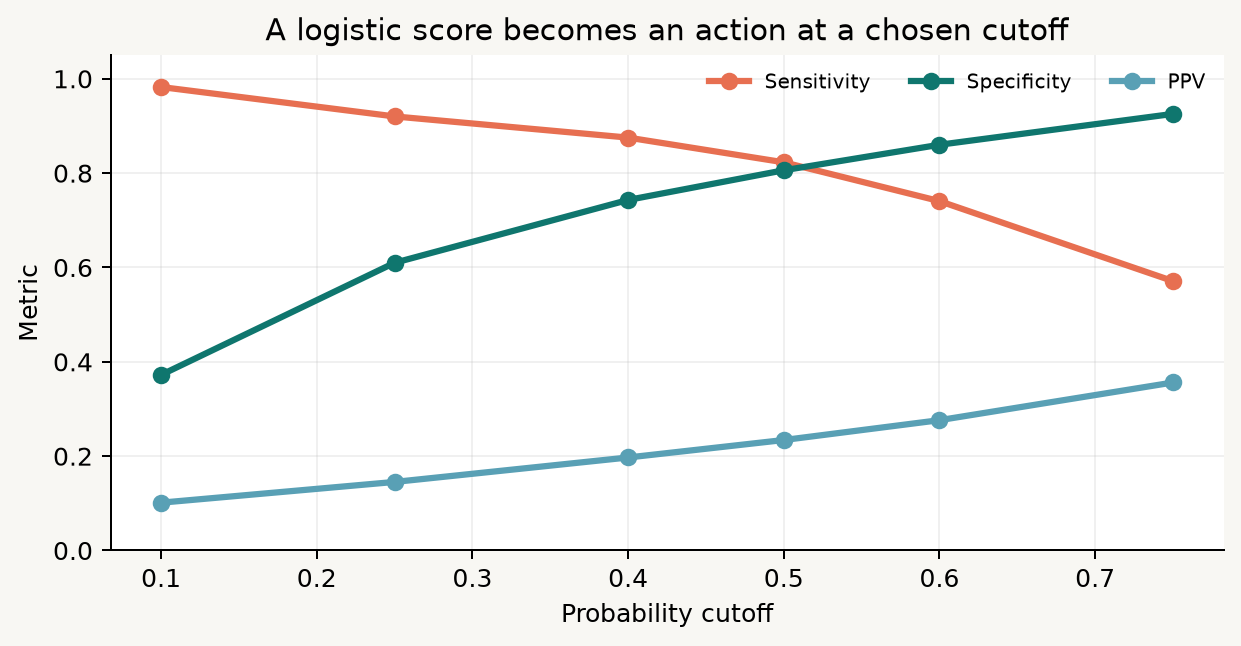 A logistic score becomes an action at a chosen cutoff
Sensitivity Specificity PPV
1.0
0.8
0.6
0.4
0.2
0.0
Metric
0.1 0.2 0.3 0.4 0.5 0.6 0.7
Probability cutoff